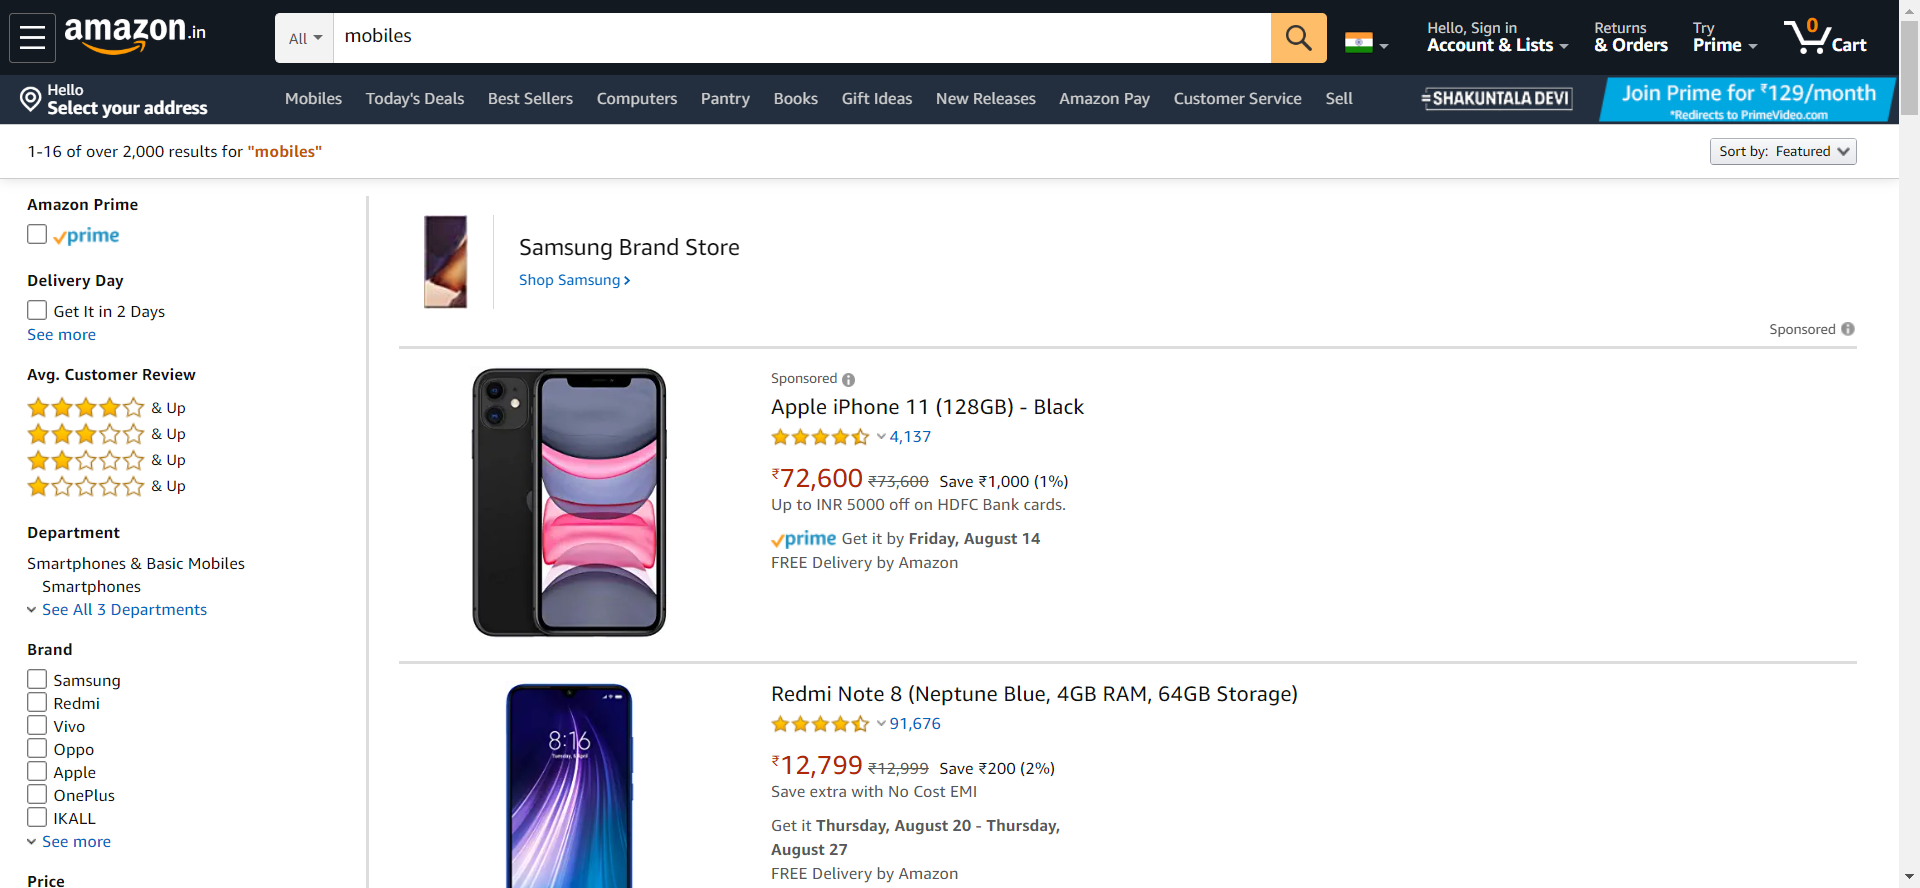 amazon.in
All
mobiles
Hello, Sign in
Account & Lists
Returns
& Orders
Try
Prime
0
Cart
Hello
Select your address
Mobiles
Today's Deals
Best Sellers
Computers
Pantry
Books
Gift Ideas
New Releases
Amazon Pay
Customer Service
Sell
SHAKUNTALA DEVI
Join Prime for ₹129/month
*Redirects to PrimeVideo.com
1-16 of over 2,000 results for "mobiles"
Sort by: Featured
Amazon Prime
prime
Delivery Day
Get It in 2 Days
See more
Avg. Customer Review
& Up
& Up
& Up
& Up
Department
Smartphones & Basic Mobiles
Smartphones
See All 3 Departments
Brand
Samsung
Redmi
Vivo
Oppo
Apple
OnePlus
IKALL
See more
Price
Samsung Brand Store
Shop Samsung
Sponsored
Sponsored
Apple iPhone 11 (128GB) - Black
4,137
₹72,600 ₹73,600 Save ₹1,000 (1%)
Up to INR 5000 off on HDFC Bank cards.
prime Get it by Friday, August 14
FREE Delivery by Amazon
8:16
Redmi Note 8 (Neptune Blue, 4GB RAM, 64GB Storage)
91,676
₹12,799 ₹12,999 Save ₹200 (2%)
Save extra with No Cost EMI
Get it Thursday, August 20 - Thursday,
August 27
FREE Delivery by Amazon